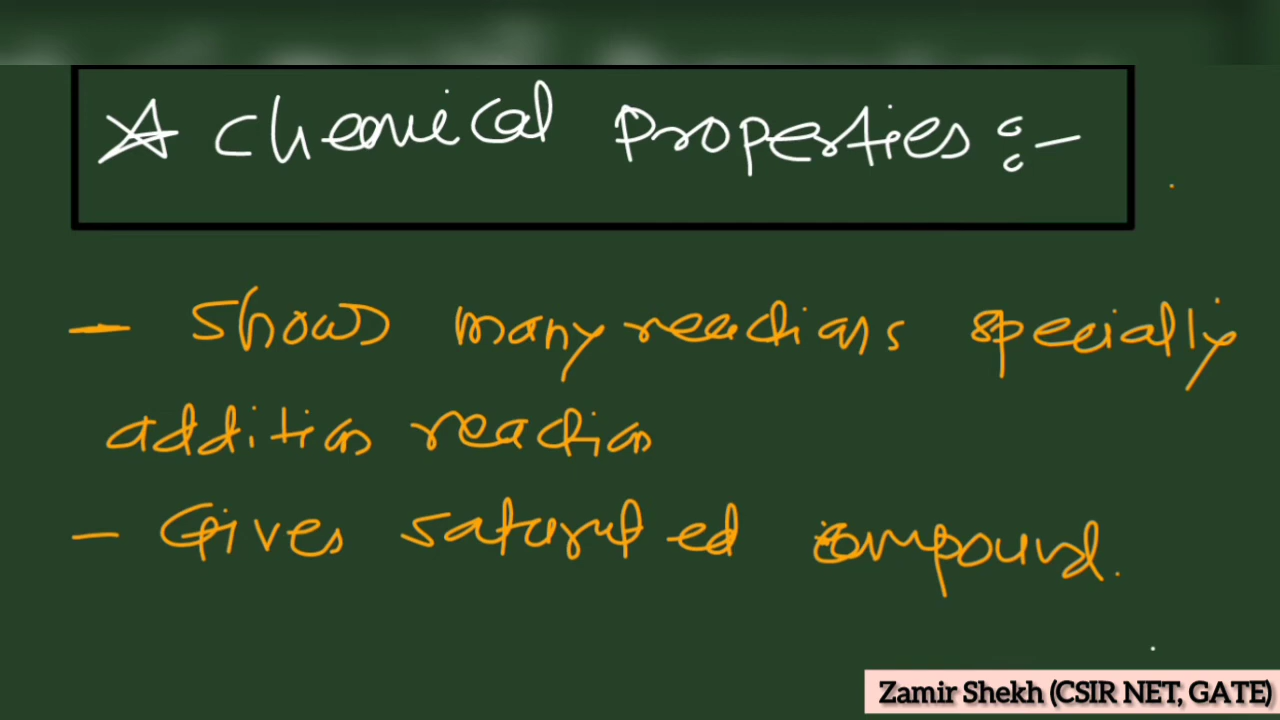 ☆ Chemical Properties :-
- Shows many reactions specially
addition reaction
- Gives saturated compound.
Zamir Shekh (CSIR NET, GATE)